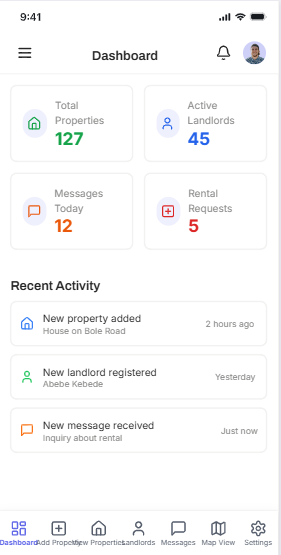 9:41
Dashboard
Total
Properties
127
Active
Landlords
45
Messages
Today
12
Rental
Requests
5
Recent Activity
New property added
House on Bole Road
2 hours ago
New landlord registered
Abebe Kebede
Yesterday
New message received
Inquiry about rental
Just now
Dashboard Add Property View Properties Landlords Messages Map View Settings